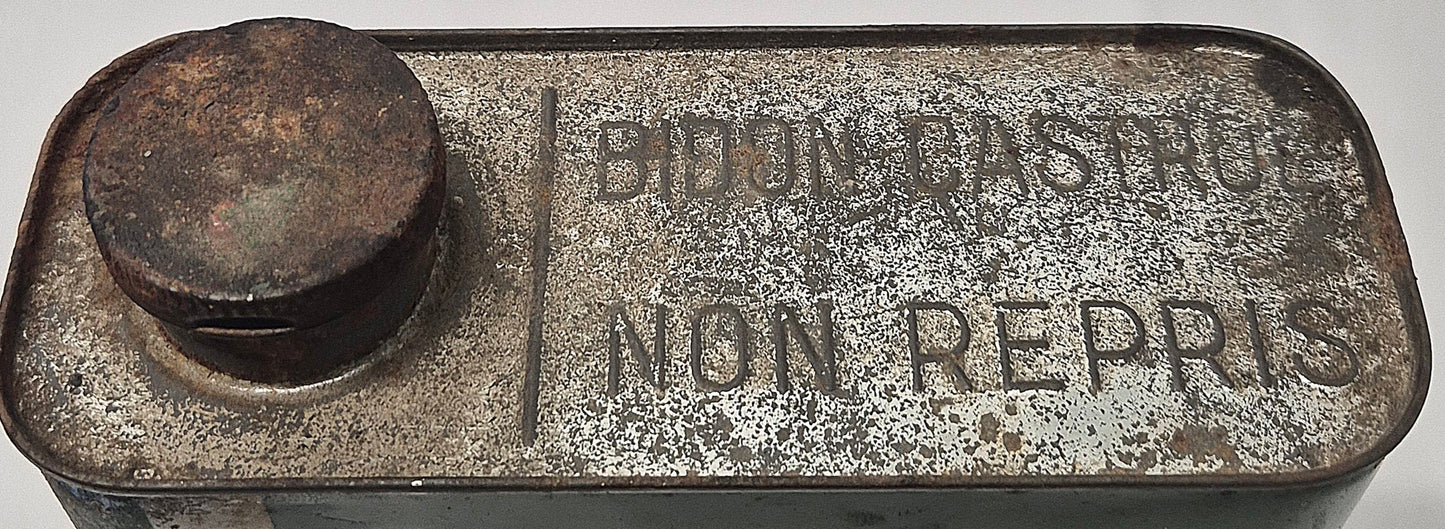 BIDON CASTROL
NON REPRIS